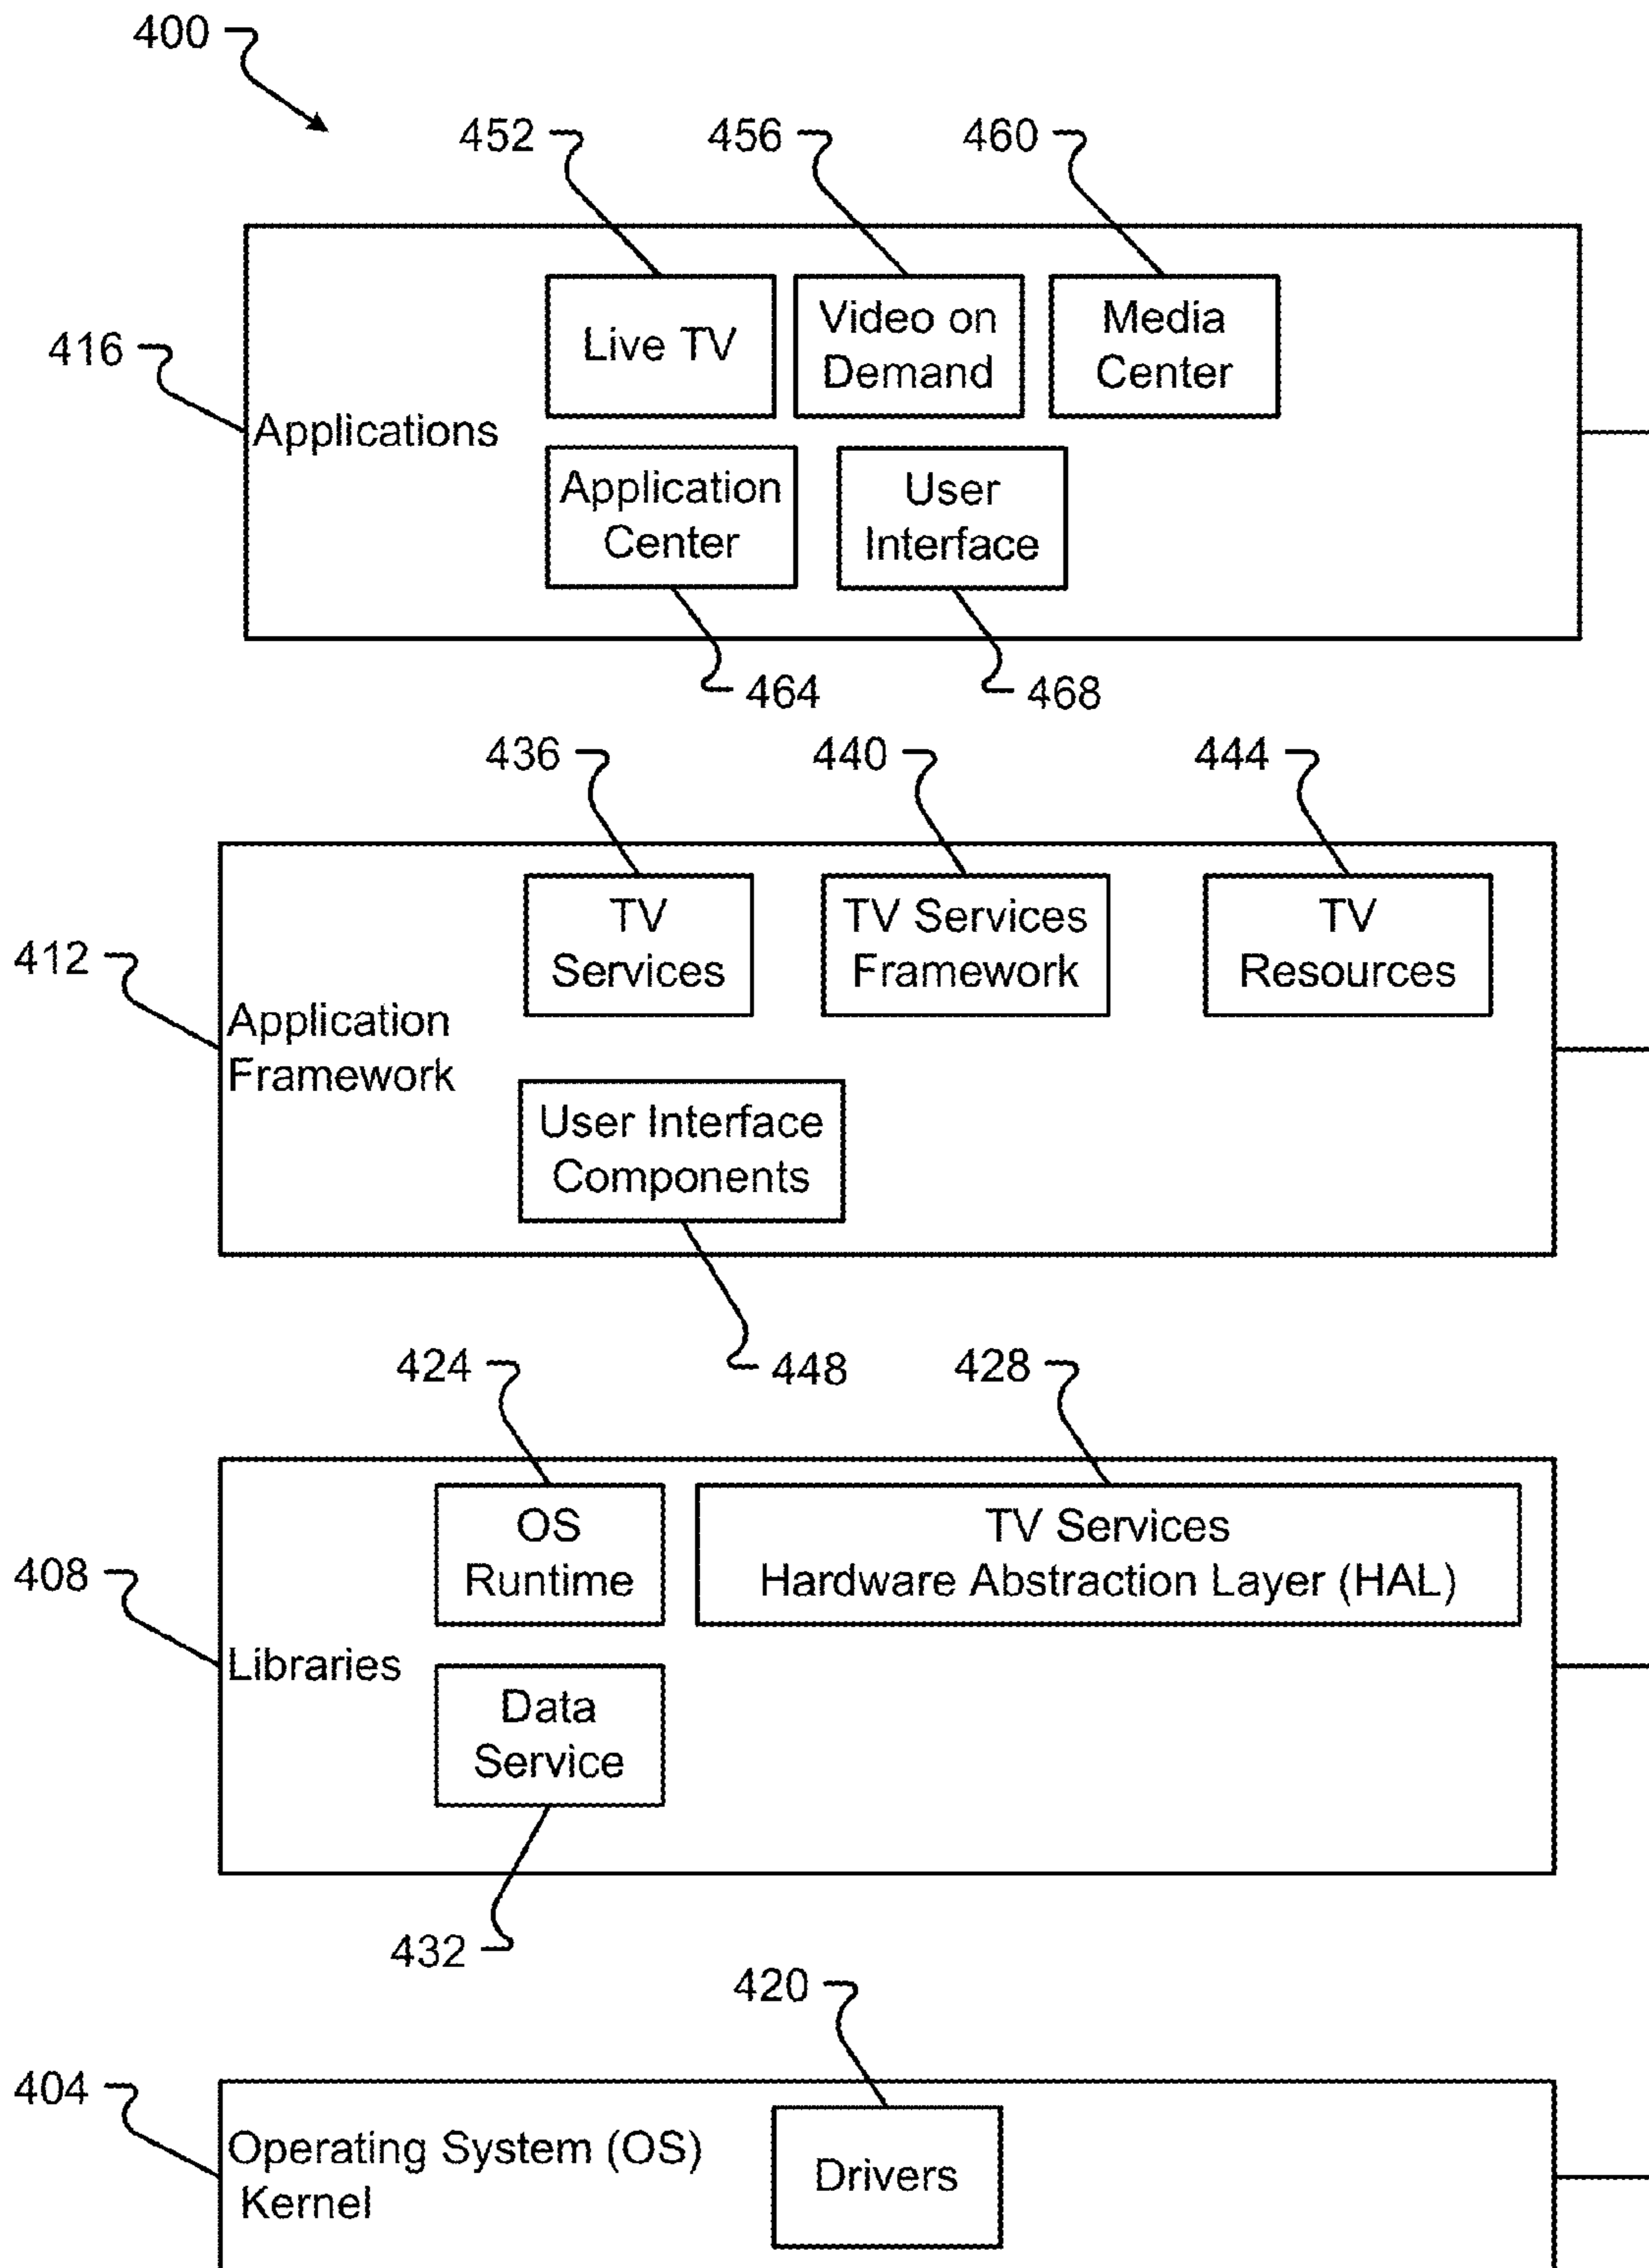 400
452
456
460
416
Applications
Live TV
Video on
Demand
Media
Center
Application
Center
User
Interface
464
468
436
440
444
412
Application
Framework
TV
Services
TV Services
Framework
TV
Resources
User Interface
Components
448
424
428
408
Libraries
OS
Runtime
TV Services
Hardware Abstraction Layer (HAL)
Data
Service
432
420
404
Operating System (OS)
Kernel
Drivers